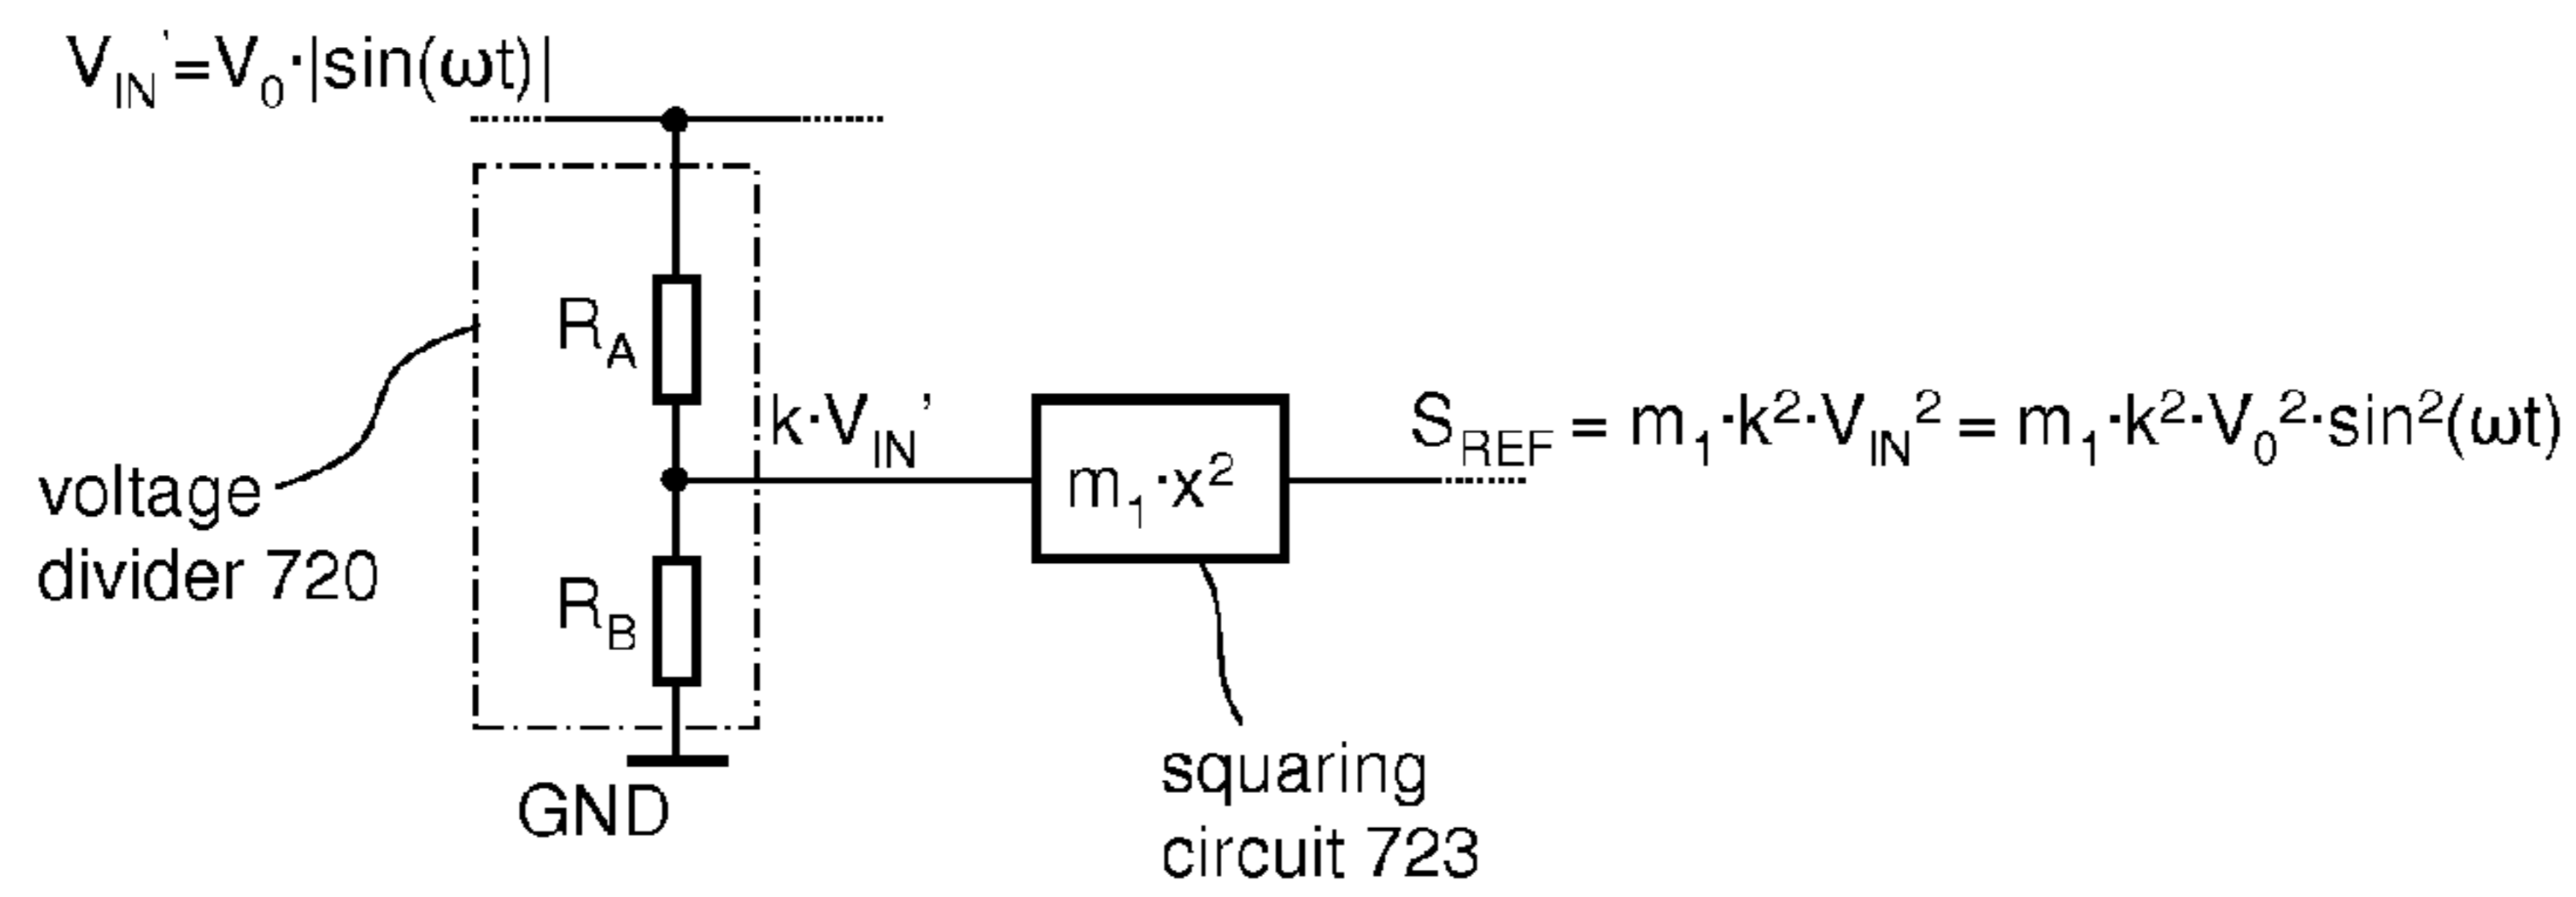 V_IN'=V_0·|sin(ωt)|
R_A
k·V_IN'
m_1·x²
S_REF = m_1·k²·V_IN² = m_1·k²·V_0²·sin²(ωt)
voltage
divider 720
R_B
GND
squaring
circuit 723